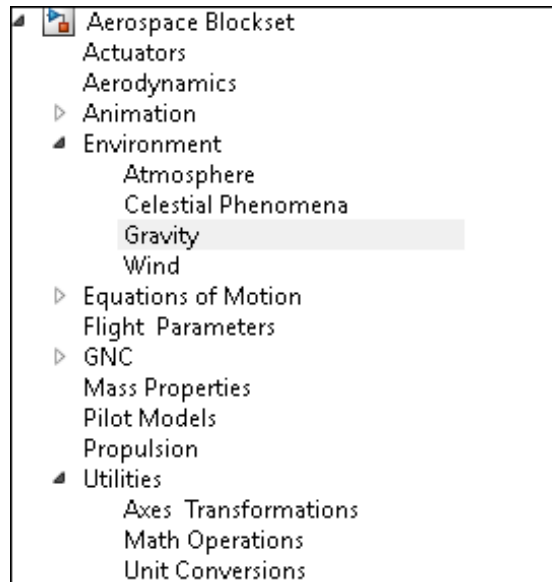 Aerospace Blockset
Actuators
Aerodynamics
Animation
Environment
Atmosphere
Celestial Phenomena
Gravity
Wind
Equations of Motion
Flight Parameters
GNC
Mass Properties
Pilot Models
Propulsion
Utilities
Axes Transformations
Math Operations
Unit Conversions